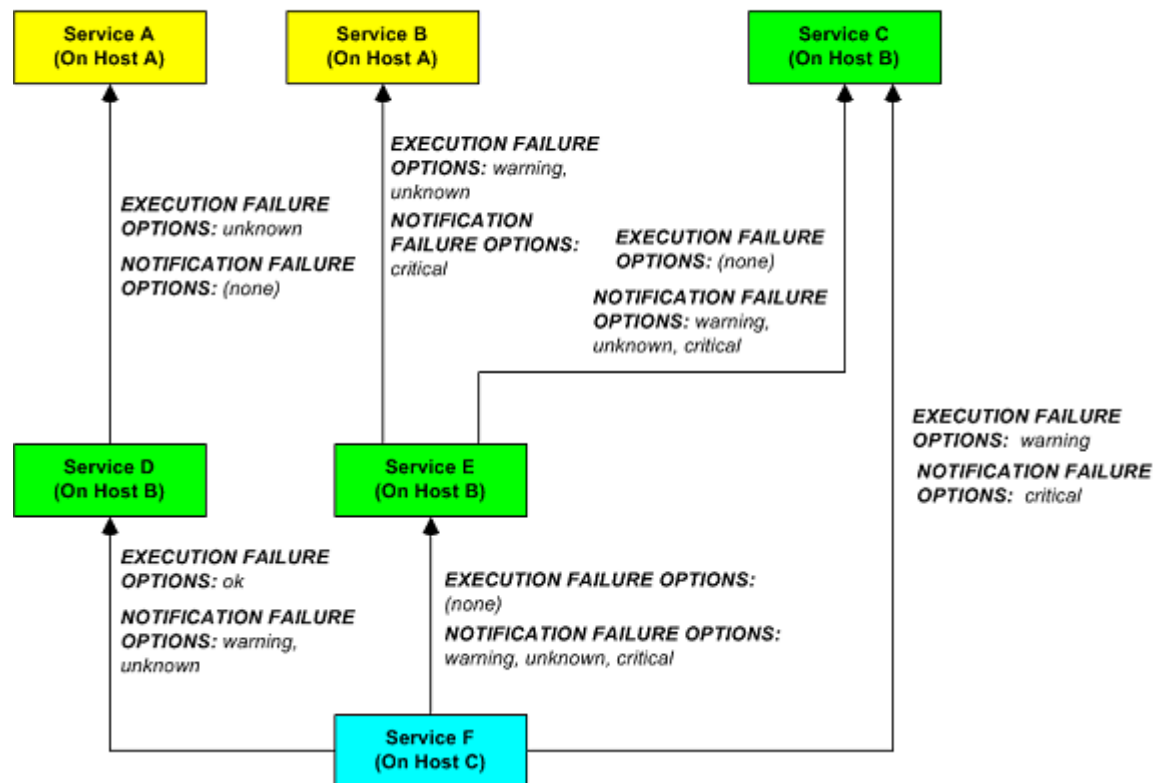 Service A
(On Host A)
Service B
(On Host A)
Service C
(On Host B)
EXECUTION FAILURE
OPTIONS: warning,
unknown
NOTIFICATION
FAILURE OPTIONS:
critical
EXECUTION FAILURE
OPTIONS: unknown
NOTIFICATION FAILURE
OPTIONS: (none)
EXECUTION FAILURE
OPTIONS: (none)
NOTIFICATION FAILURE
OPTIONS: warning,
unknown, critical
EXECUTION FAILURE
OPTIONS: warning
NOTIFICATION FAILURE
OPTIONS: critical
Service D
(On Host B)
Service E
(On Host B)
EXECUTION FAILURE
OPTIONS: ok
NOTIFICATION FAILURE
OPTIONS: warning,
unknown
EXECUTION FAILURE OPTIONS:
(none)
NOTIFICATION FAILURE OPTIONS:
warning, unknown, critical
Service F
(On Host C)